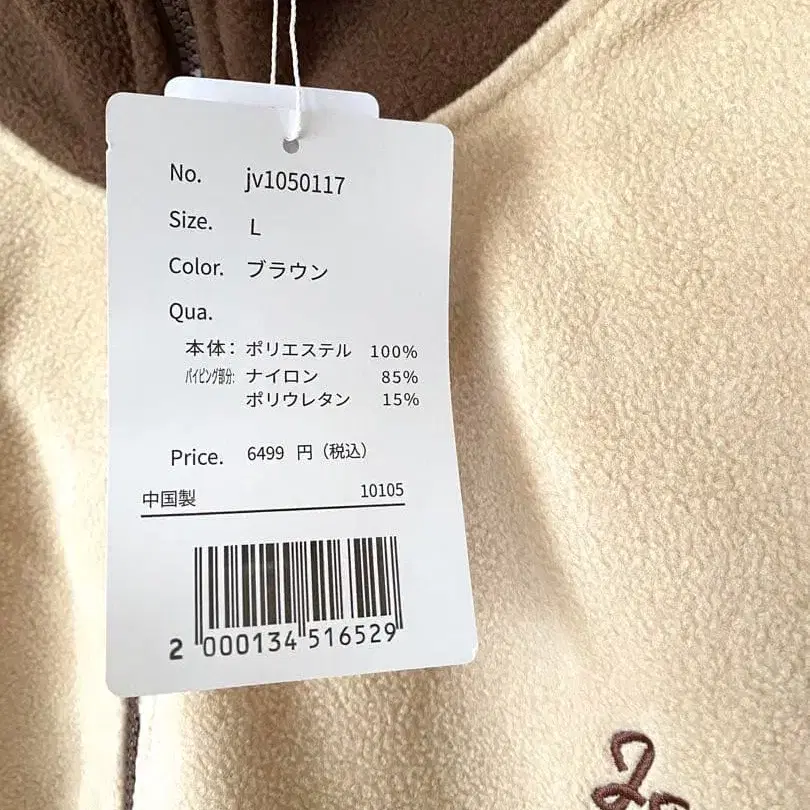 No. jv1050117
Size. L
Color. ブラウン
Qua.
本体: ポリエステル 100%
パイピング部分: ナイロン 85%
ポリウレタン 15%
Price. 6499 円(税込)
中国製 10105
2 000134 516529